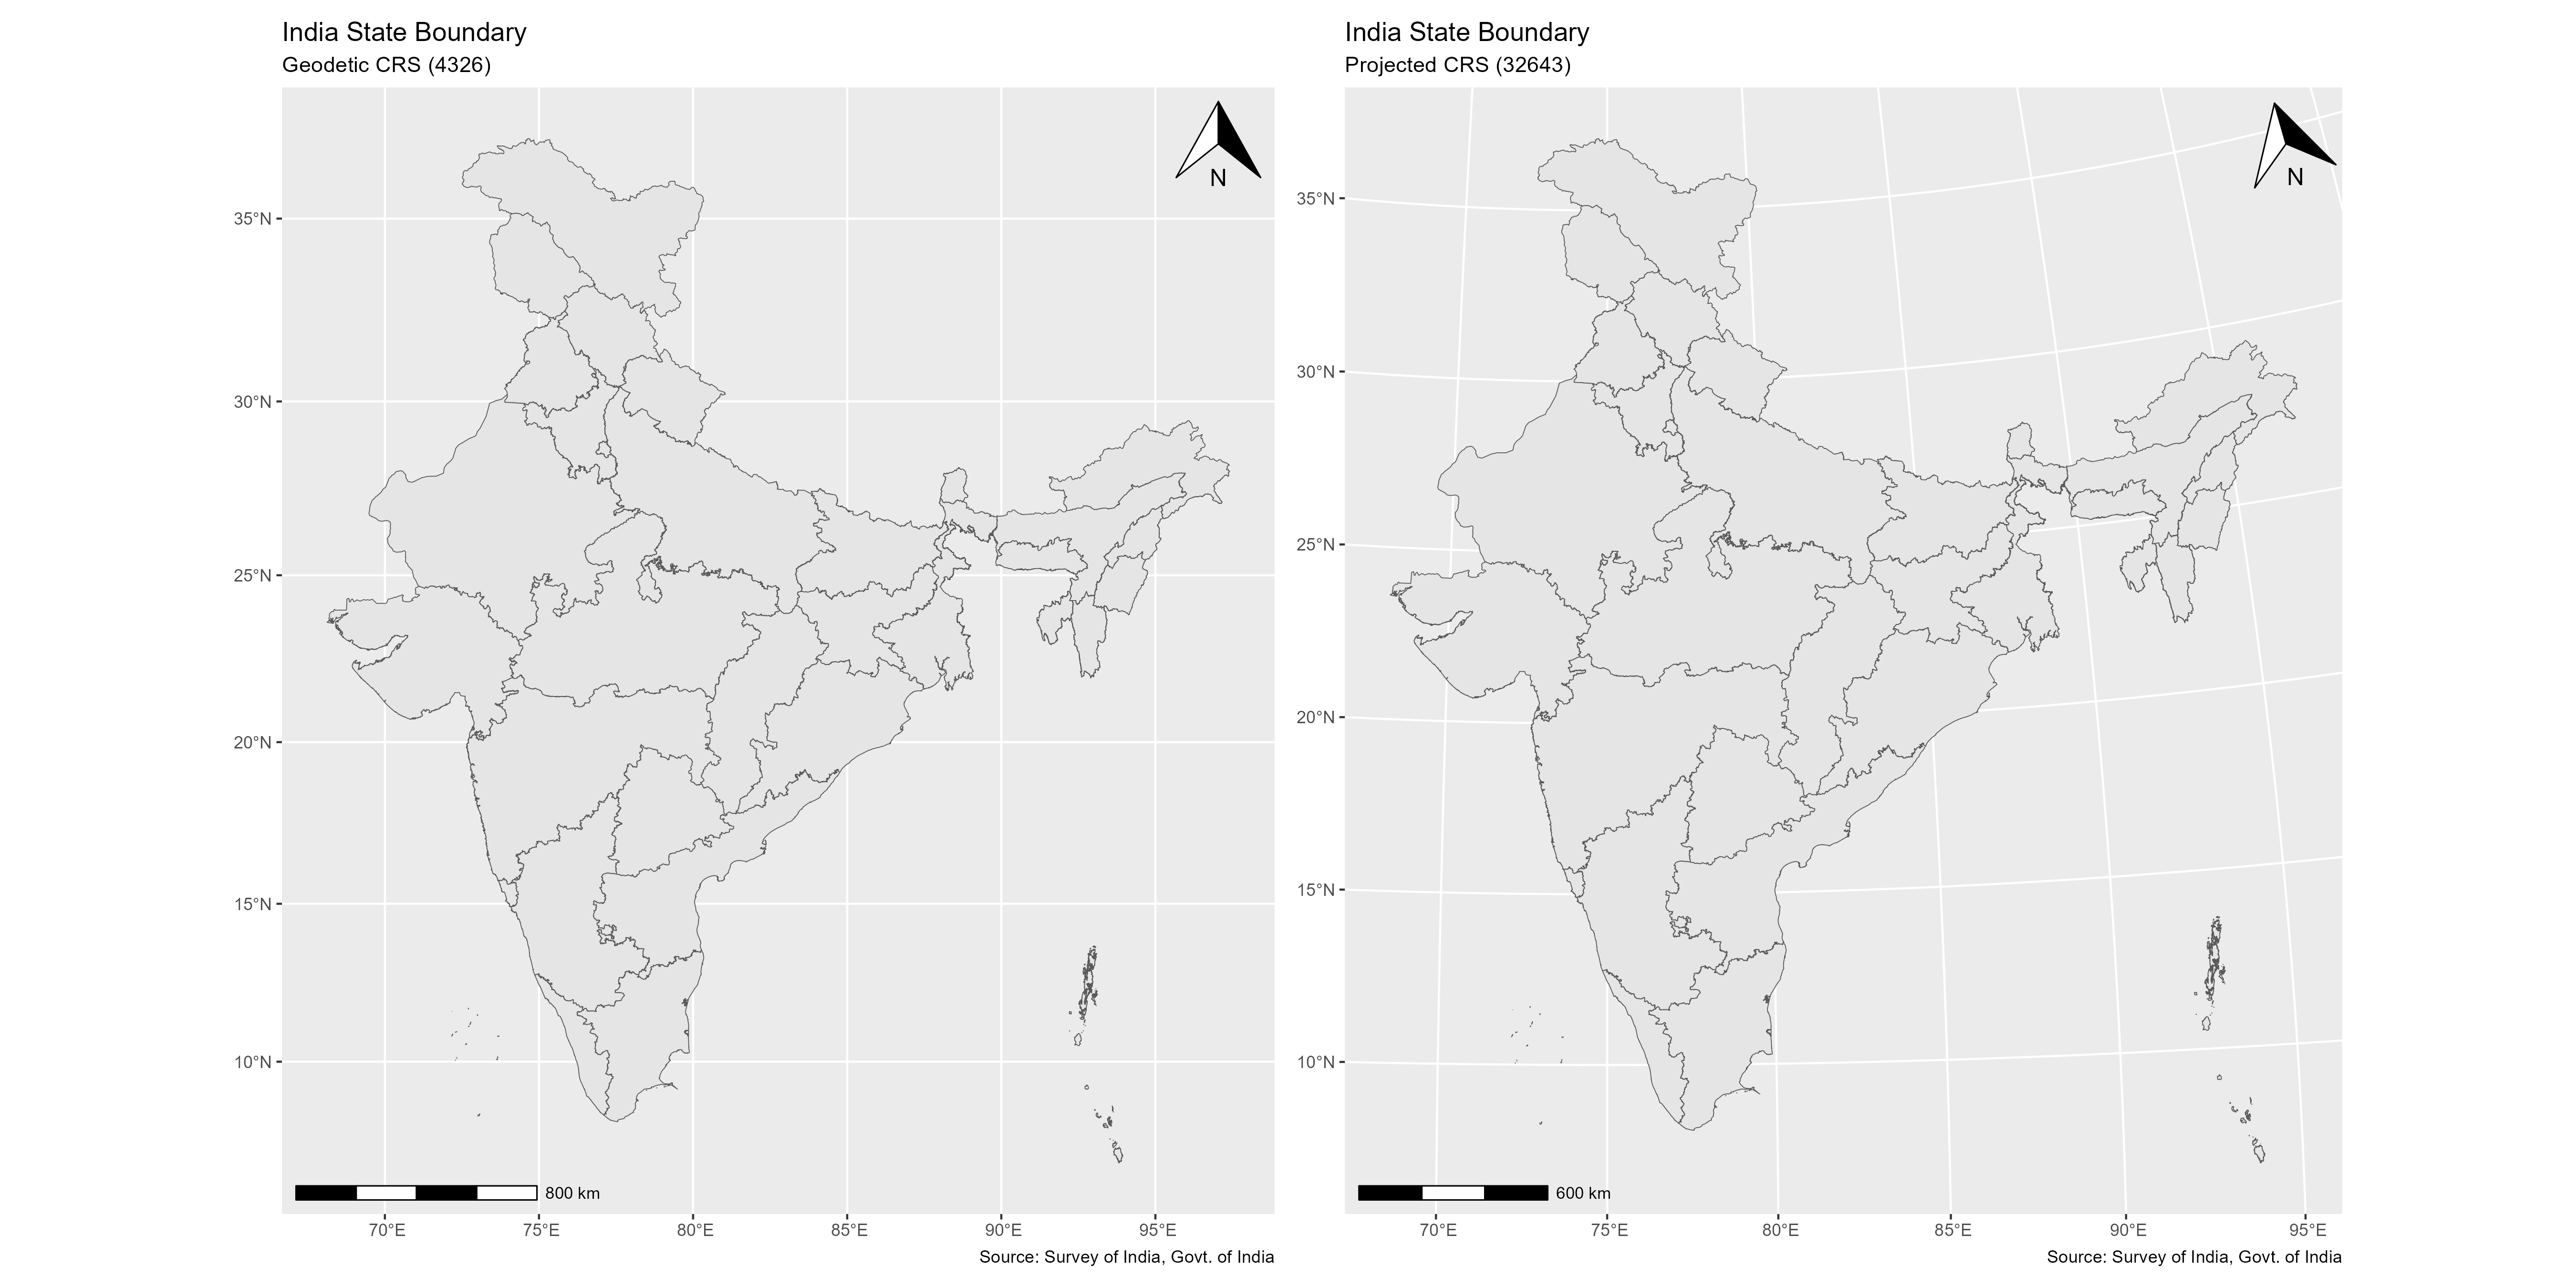 India State Boundary
Geodetic CRS (4326)
N
35°N
30°N
25°N
20°N
15°N
10°N
800 km
70°E 75°E 80°E 85°E 90°E 95°E
Source: Survey of India, Govt. of India
India State Boundary
Projected CRS (32643)
N
35°N
30°N
25°N
20°N
15°N
10°N
600 km
70°E 75°E 80°E 85°E 90°E 95°E
Source: Survey of India, Govt. of India